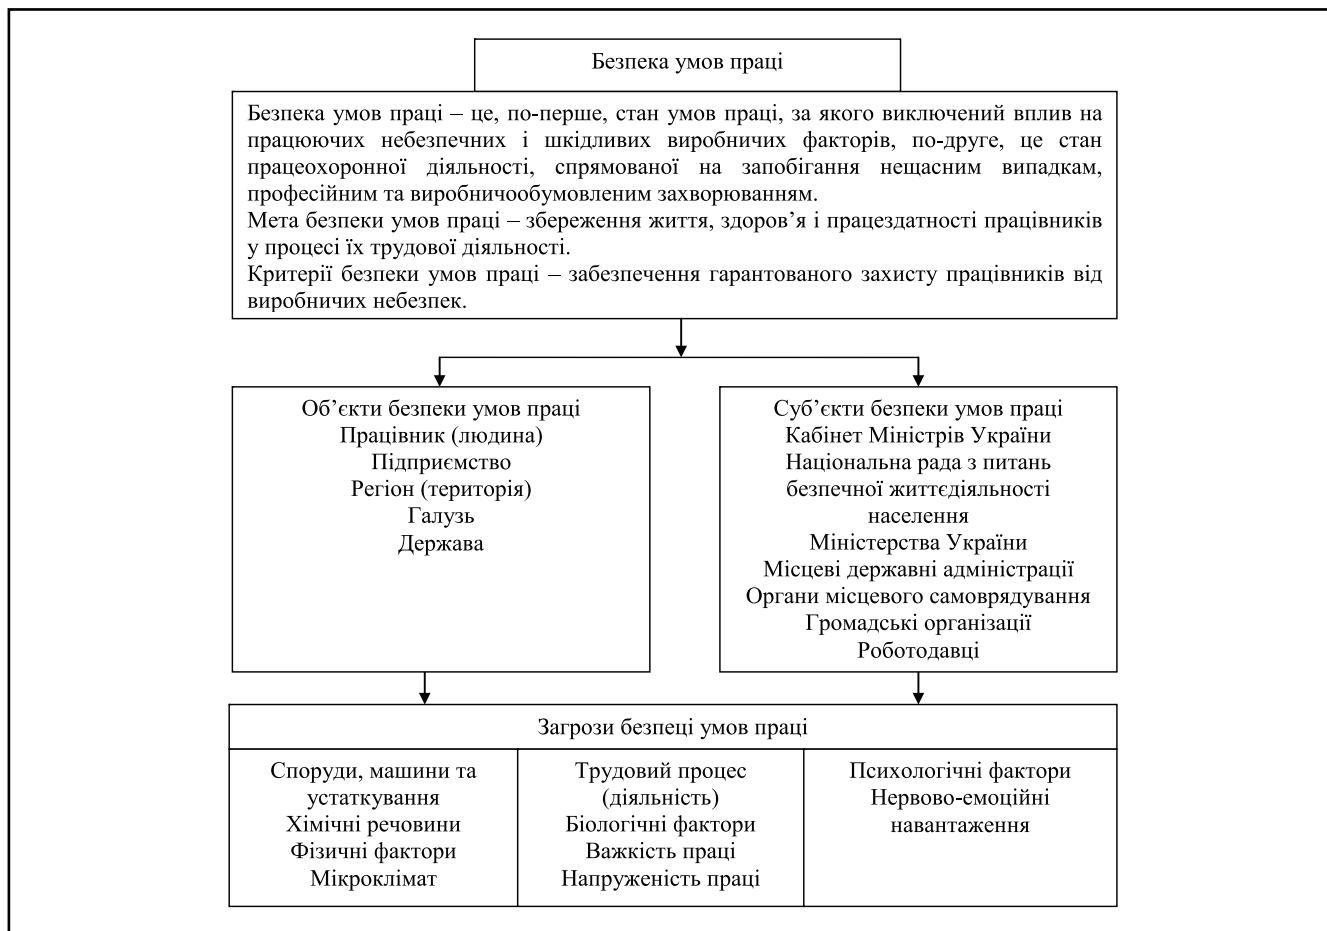 Безпека умов праці
Безпека умов праці – це, по-перше, стан умов праці, за якого виключений вплив на
працюючих небезпечних і шкідливих виробничих факторів, по-друге, це стан
працеохоронної діяльності, спрямованої на запобігання нещасним випадкам,
професійним та виробничообумовленим захворюванням.
Мета безпеки умов праці – збереження життя, здоров’я і працездатності працівників
у процесі їх трудової діяльності.
Критерії безпеки умов праці – забезпечення гарантованого захисту працівників від
виробничих небезпек.
Об’єкти безпеки умов праці
Працівник (людина)
Підприємство
Регіон (територія)
Галузь
Держава
Суб’єкти безпеки умов праці
Кабінет Міністрів України
Національна рада з питань
безпечної життєдіяльності
населення
Міністерства України
Місцеві державні адміністрації
Органи місцевого самоврядування
Громадські організації
Роботодавці
Загрози безпеці умов праці
Споруди, машини та
устаткування
Хімічні речовини
Фізичні фактори
Мікроклімат
Трудовий процес
(діяльність)
Біологічні фактори
Важкість праці
Напруженість праці
Психологічні фактори
Нервово-емоційні
навантаження